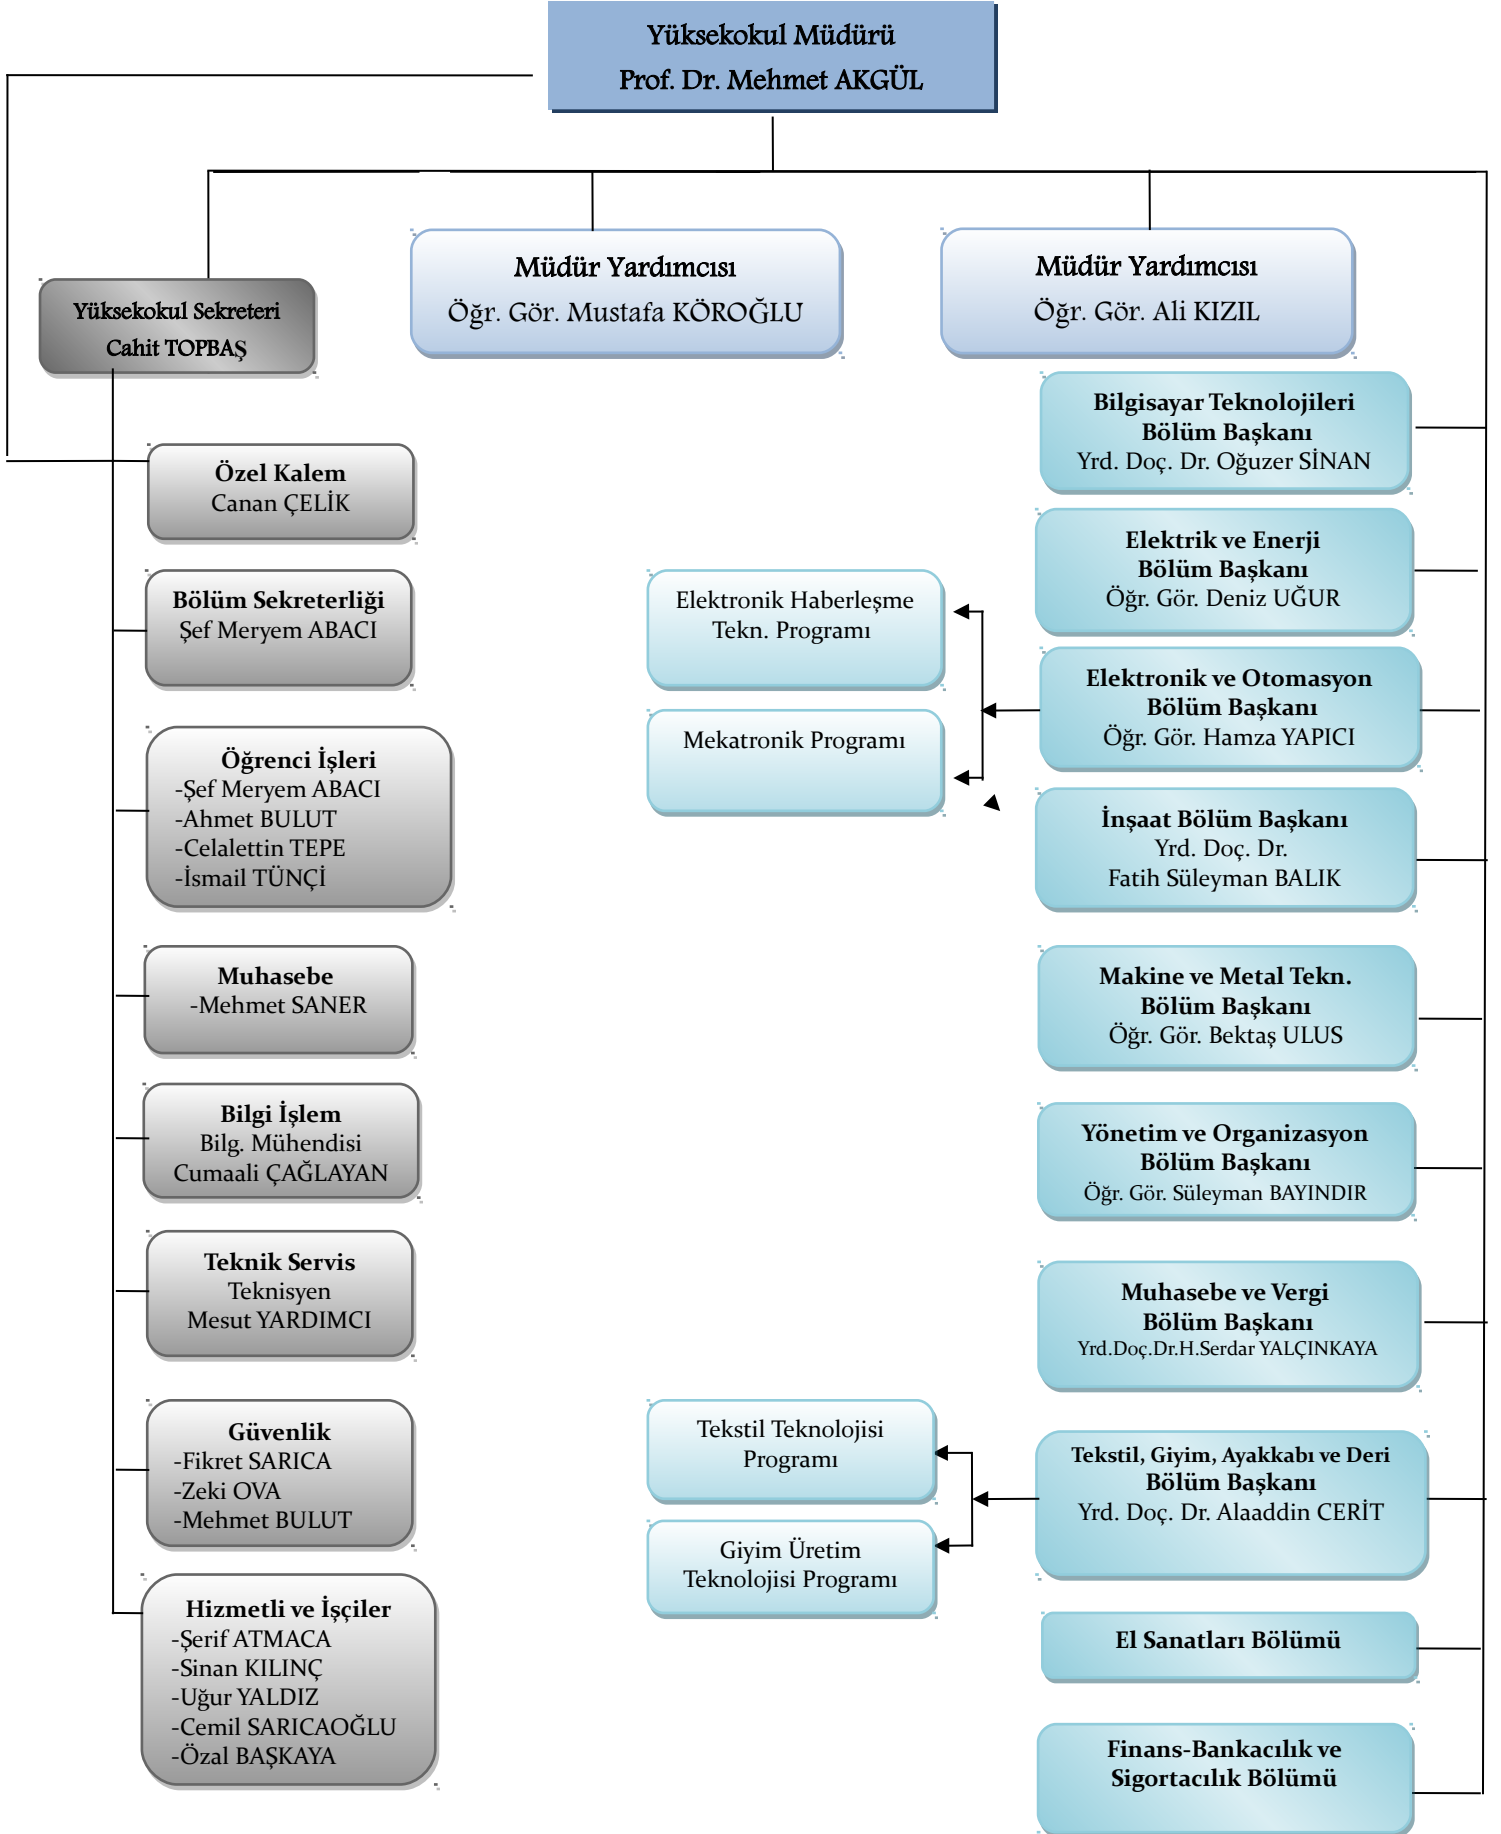 Yüksekokul Müdürü
Prof. Dr. Mehmet AKGÜL
Müdür Yardımcısı
Öğr. Gör. Mustafa KÖROĞLU
Müdür Yardımcısı
Öğr. Gör. Ali KIZIL
Yüksekokul Sekreteri
Cahit TOPBAŞ
Özel Kalem
Canan ÇELİK
Bölüm Sekreterliği
Şef Meryem ABACI
Öğrenci İşleri
-Şef Meryem ABACI
-Ahmet BULUT
-Celalettin TEPE
-İsmail TÜNÇİ
Muhasebe
-Mehmet SANER
Bilgi İşlem
Bilg. Mühendisi
Cumaali ÇAĞLAYAN
Teknik Servis
Teknisyen
Mesut YARDIMCI
Güvenlik
-Fikret SARICA
-Zeki OVA
-Mehmet BULUT
Hizmetli ve İşçiler
-Şerif ATMACA
-Sinan KILINÇ
-Uğur YALDIZ
-Cemil SARICAOĞLU
-Özal BAŞKAYA
Bilgisayar Teknolojileri
Bölüm Başkanı
Yrd. Doç. Dr. Oğuzer SİNAN
Elektrik ve Enerji
Bölüm Başkanı
Öğr. Gör. Deniz UĞUR
Elektronik ve Otomasyon
Bölüm Başkanı
Öğr. Gör. Hamza YAPICI
Elektronik Haberleşme
Tekn. Programı
Mekatronik Programı
İnşaat Bölüm Başkanı
Yrd. Doç. Dr.
Fatih Süleyman BALIK
Makine ve Metal Tekn.
Bölüm Başkanı
Öğr. Gör. Bektaş ULUS
Yönetim ve Organizasyon
Bölüm Başkanı
Öğr. Gör. Süleyman BAYINDIR
Muhasebe ve Vergi
Bölüm Başkanı
Yrd.Doç.Dr.H.Serdar YALÇINKAYA
Tekstil, Giyim, Ayakkabı ve Deri
Bölüm Başkanı
Yrd. Doç. Dr. Alaaddin CERİT
Tekstil Teknolojisi
Programı
Giyim Üretim
Teknolojisi Programı
El Sanatları Bölümü
Finans-Bankacılık ve
Sigortacılık Bölümü